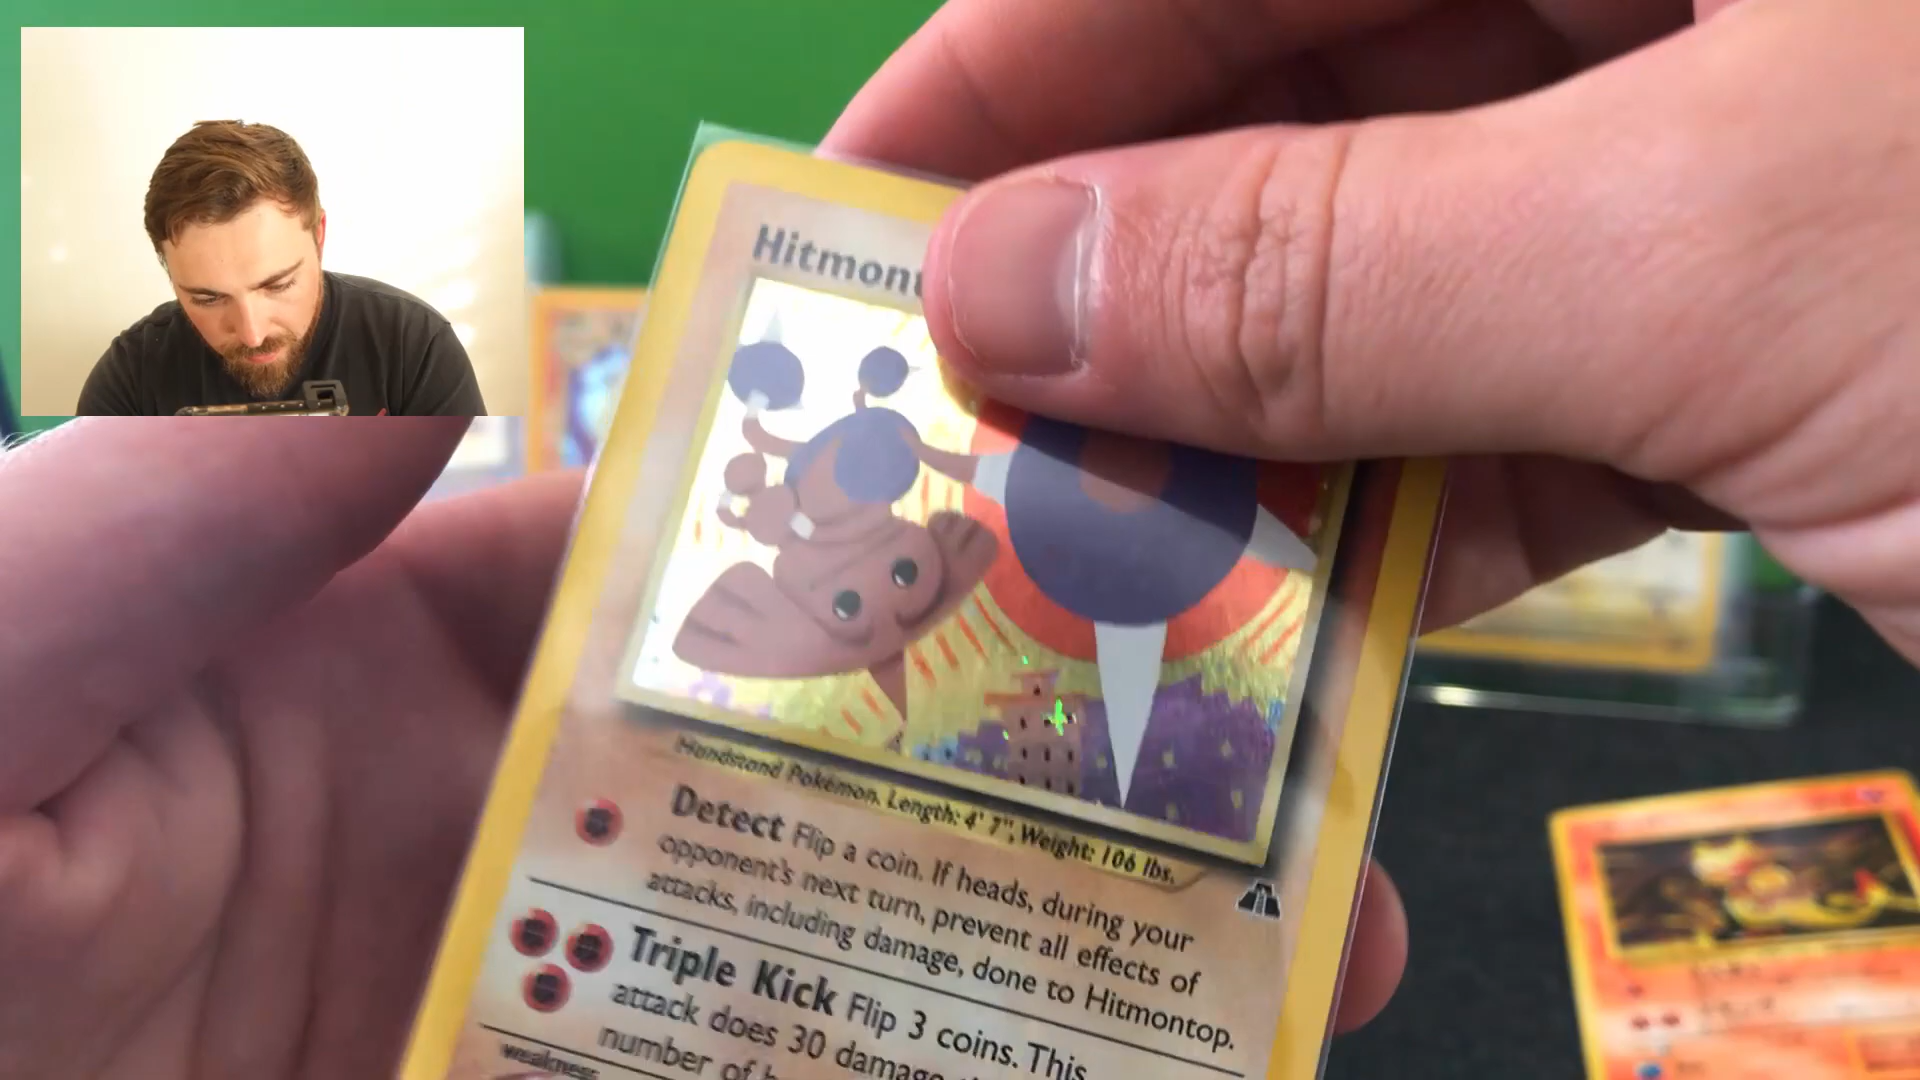 Hitmont
Handstand Pokémon. Length: 4' 7", Weight: 106 lbs.
Detect Flip a coin. If heads, during your
opponent's next turn, prevent all effects of
attacks, including damage, done to Hitmontop.
Triple Kick Flip 3 coins. This
attack does 30 damage
number of
weakness